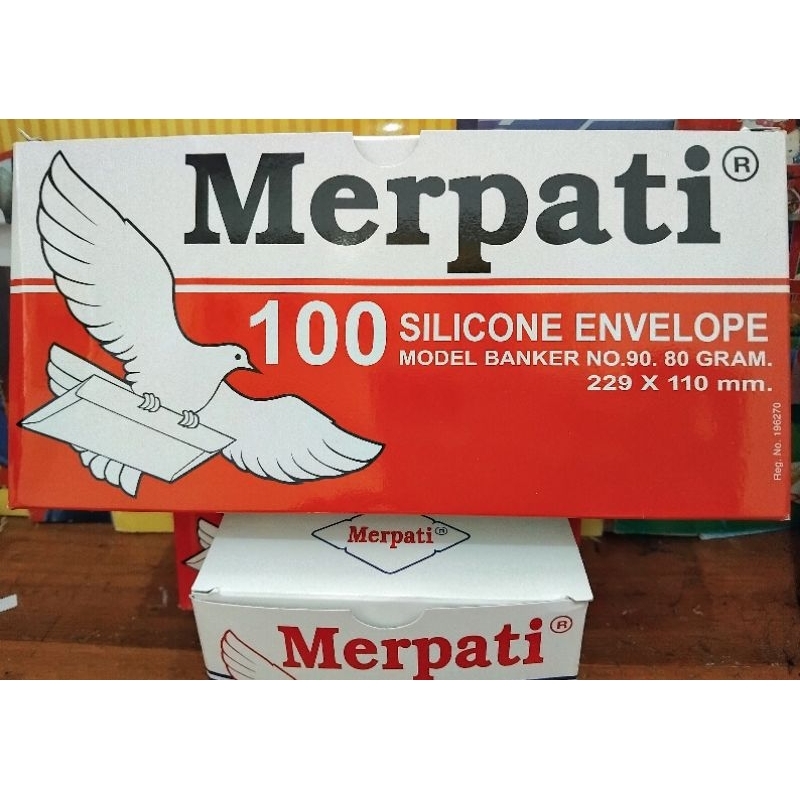 Merpati®
100 SILICONE ENVELOPE
MODEL BANKER NO.90. 80 GRAM.
229 X 110 mm.
Reg. No. 196270
Merpati®
Merpati®